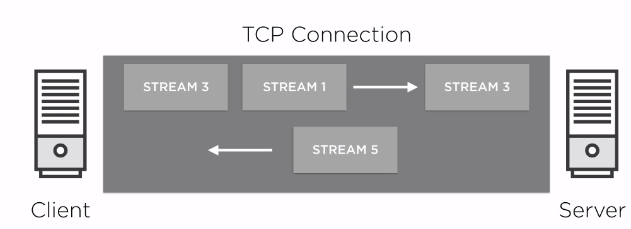 TCP Connection
STREAM 3
STREAM 1
STREAM 3
STREAM 5
Client
Server